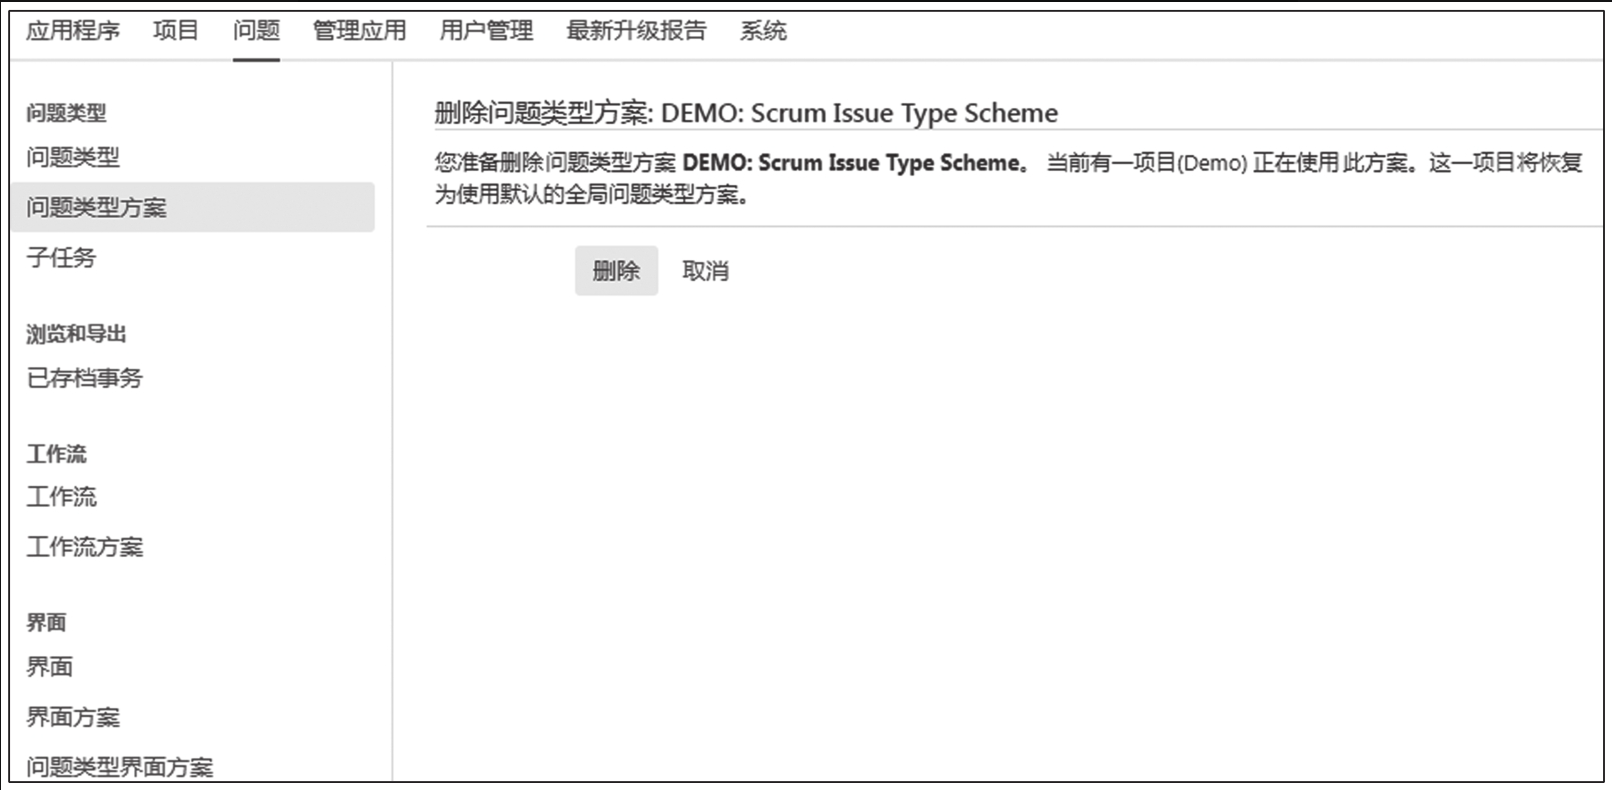 应用程序 项目 问题 管理应用 用户管理 最新升级报告 系统
问题类型
问题类型
问题类型方案
子任务
浏览和导出
已存档事务
工作流
工作流
工作流方案
界面
界面
界面方案
问题类型界面方案
删除问题类型方案: DEMO: Scrum Issue Type Scheme
您准备删除问题类型方案 DEMO: Scrum Issue Type Scheme。 当前有一项目(Demo) 正在使用此方案。这一项目将恢复
为使用默认的全局问题类型方案。
删除 取消